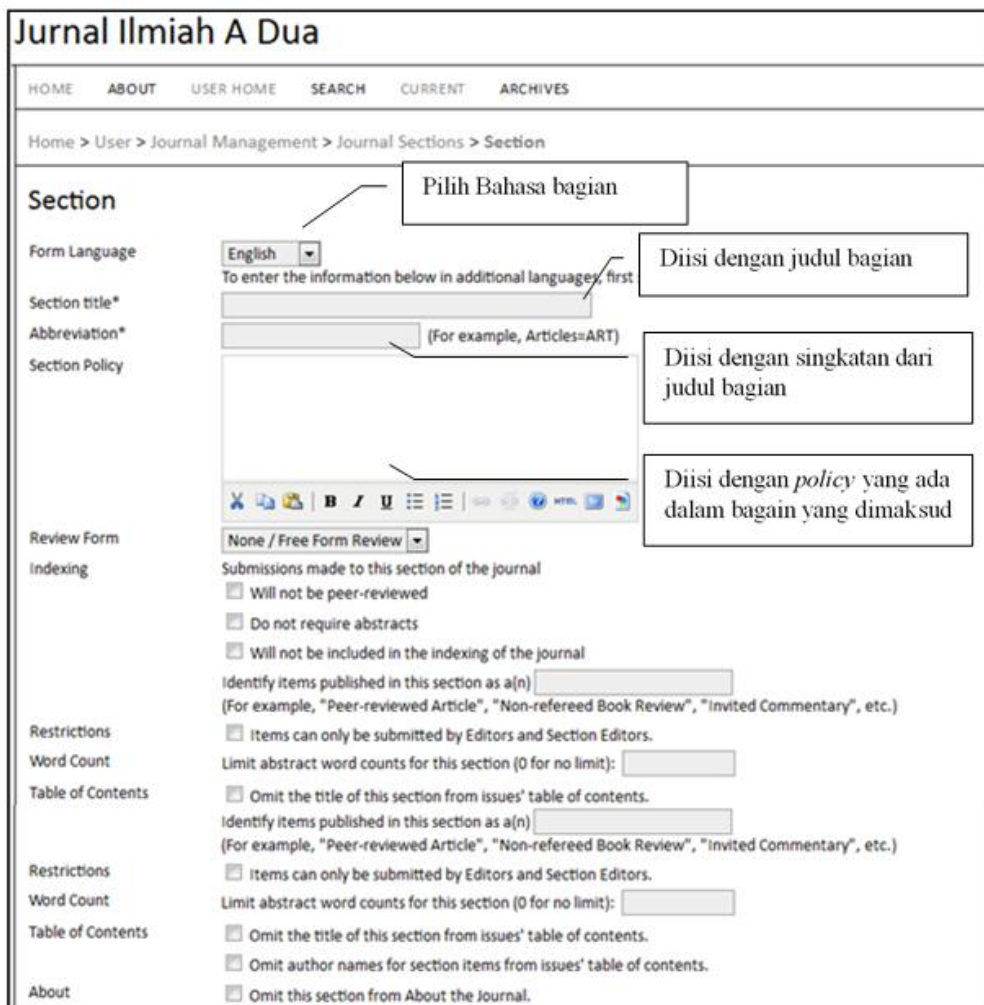 Jurnal Ilmiah A Dua
HOME ABOUT USER HOME SEARCH CURRENT ARCHIVES
Home > User > Journal Management > Journal Sections > Section
Pilih Bahasa bagian
Section
Form Language English
To enter the information below in additional languages, first
Diisi dengan judul bagian
Section title*
Abbreviation* (For example, Articles=ART)
Diisi dengan singkatan dari
judul bagian
Section Policy
Diisi dengan policy yang ada
dalam bagain yang dimaksud
B I U HTML
Review Form None / Free Form Review
Indexing Submissions made to this section of the journal
Will not be peer-reviewed
Do not require abstracts
Will not be included in the indexing of the journal
Identify items published in this section as a(n)
(For example, "Peer-reviewed Article", "Non-refereed Book Review", "Invited Commentary", etc.)
Restrictions Items can only be submitted by Editors and Section Editors.
Word Count Limit abstract word counts for this section (0 for no limit):
Table of Contents Omit the title of this section from issues' table of contents.
Identify items published in this section as a(n)
(For example, "Peer-reviewed Article", "Non-refereed Book Review", "Invited Commentary", etc.)
Restrictions Items can only be submitted by Editors and Section Editors.
Word Count Limit abstract word counts for this section (0 for no limit):
Table of Contents Omit the title of this section from issues' table of contents.
Omit author names for section items from issues' table of contents.
About Omit this section from About the Journal.